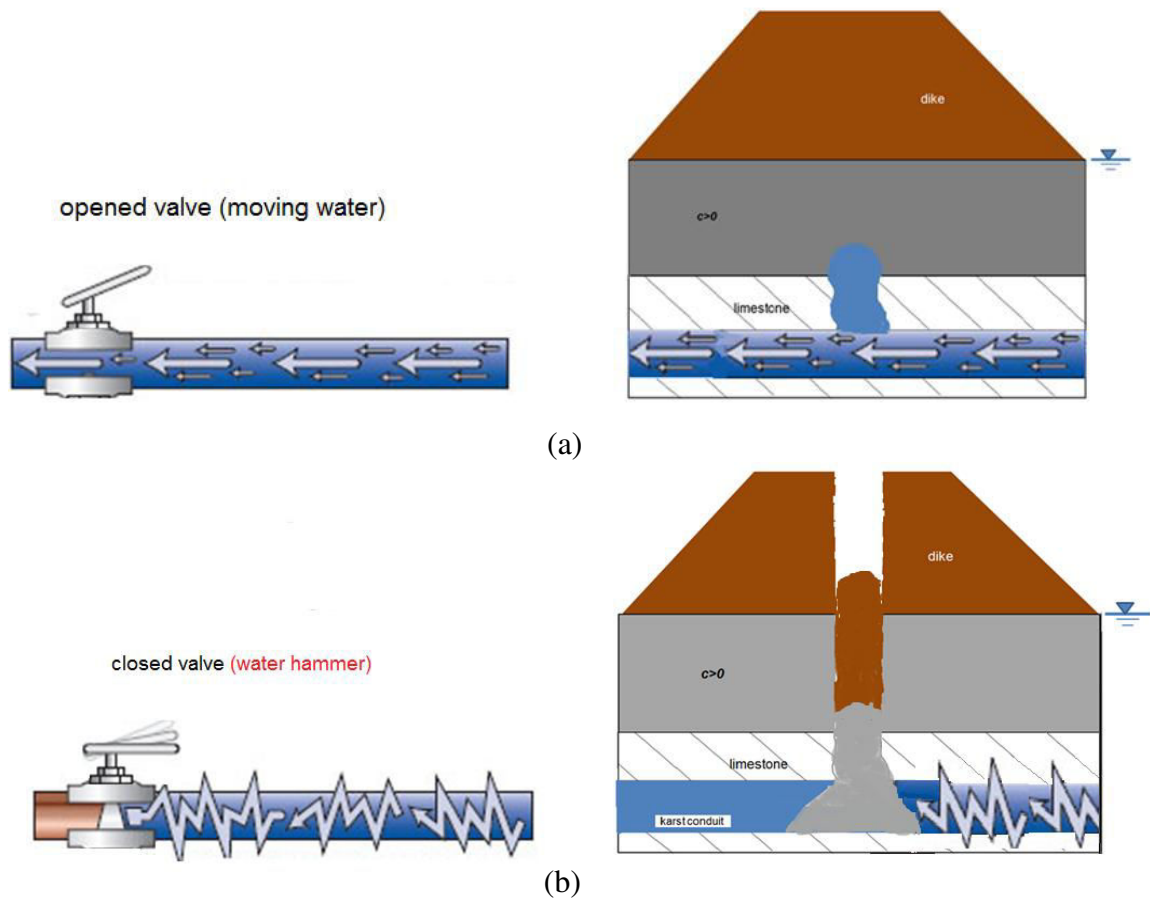 dike
opened valve (moving water)
c>0
limestone
(a)
closed valve (water hammer)
dike
c>0
limestone
karst conduit
(b)